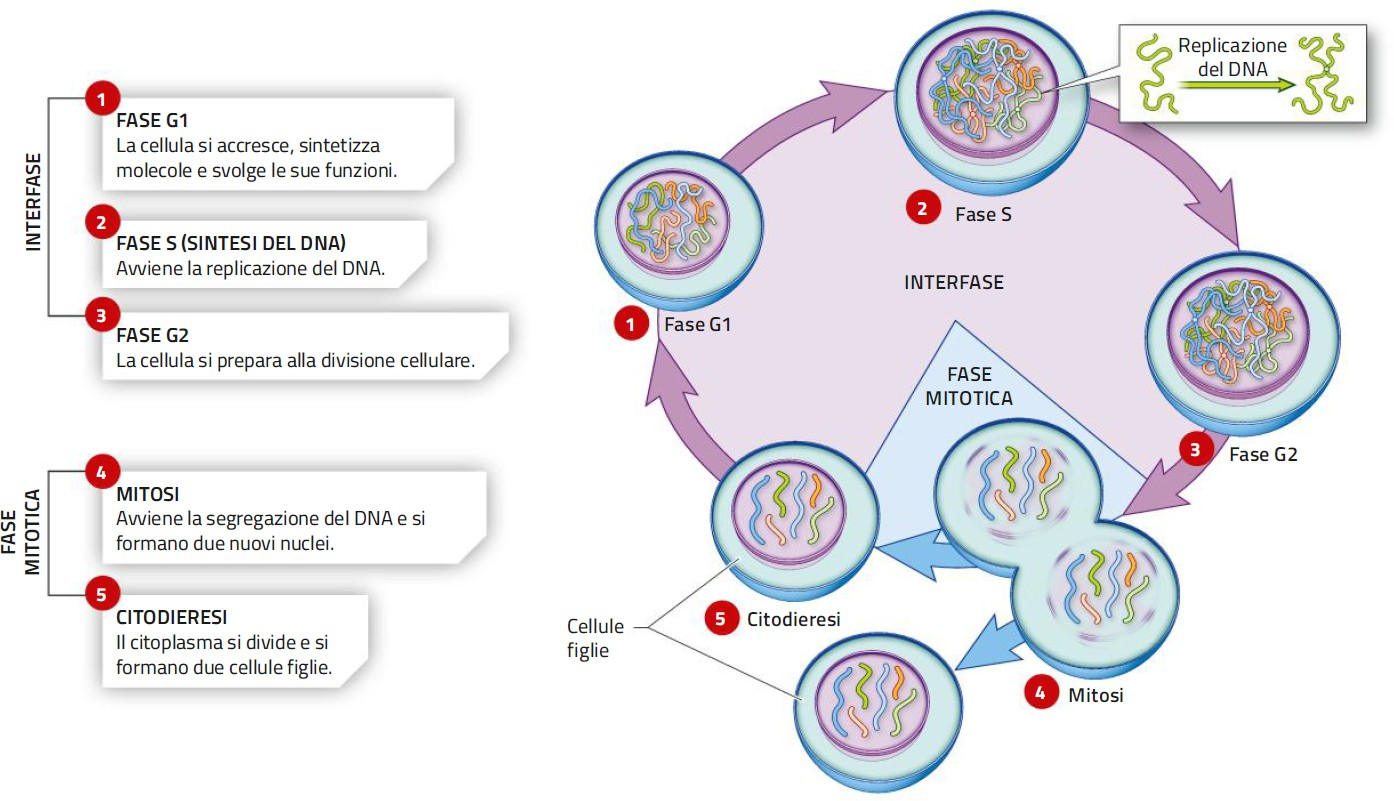 INTERFASE
1
FASE G1
La cellula si accresce, sintetizza
molecole e svolge le sue funzioni.
2
FASE S (SINTESI DEL DNA)
Avviene la replicazione del DNA.
3
FASE G2
La cellula si prepara alla divisione cellulare.
FASE
MITOTICA
4
MITOSI
Avviene la segregazione del DNA e si
formano due nuovi nuclei.
5
CITODIERESI
Il citoplasma si divide e si
formano due cellule figlie.
Replicazione
del DNA
2 Fase S
INTERFASE
1 Fase G1
FASE
MITOTICA
3 Fase G2
5 Citodieresi
Cellule
figlie
4 Mitosi